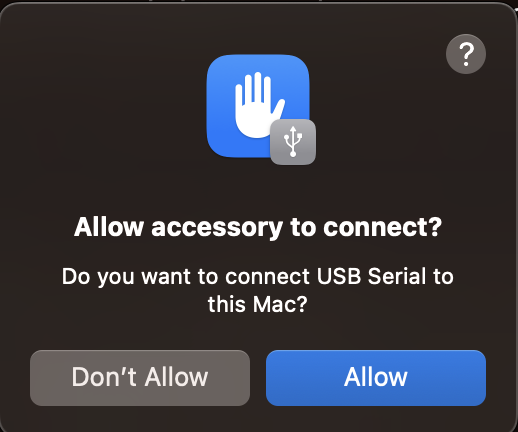 ?
Allow accessory to connect?
Do you want to connect USB Serial to
this Mac?
Don’t Allow
Allow